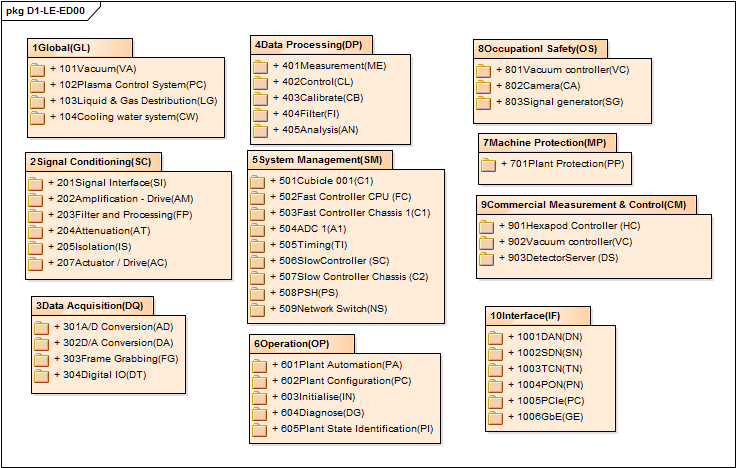 pkg D1-LE-ED00
1Global(GL)
+ 101Vacuum(VA)
+ 102Plasma Control System(PC)
+ 103Liquid & Gas Destribution(LG)
+ 104Cooling water system(CW)
2Signal Conditioning(SC)
+ 201Signal Interface(SI)
+ 202Amplification - Drive(AM)
+ 203Filter and Processing(FP)
+ 204Attenuation(AT)
+ 205Isolation(IS)
+ 207Actuator / Drive(AC)
3Data Acquisition(DQ)
+ 301A/D Conversion(AD)
+ 302D/A Conversion(DA)
+ 303Frame Grabbing(FG)
+ 304Digital IO(DT)
4Data Processing(DP)
+ 401Measurement(ME)
+ 402Control(CL)
+ 403Calibrate(CB)
+ 404Filter(FI)
+ 405Analysis(AN)
5System Management(SM)
+ 501Cubicle 001(C1)
+ 502Fast Controller CPU (FC)
+ 503Fast Controller Chassis 1(C1)
+ 504ADC 1(A1)
+ 505Timing(TI)
+ 506SlowController (SC)
+ 507Slow Controller Chassis (C2)
+ 508PSH(PS)
+ 509Network Switch(NS)
6Operation(OP)
+ 601Plant Automation(PA)
+ 602Plant Configuration(PC)
+ 603Initialise(IN)
+ 604Diagnose(DG)
+ 605Plant State Identification(PI)
8Occupationl Safety(OS)
+ 801Vacuum controller(VC)
+ 802Camera(CA)
+ 803Signal generator(SG)
7Machine Protection(MP)
+ 701Plant Protection(PP)
9Commercial Measurement & Control(CM)
+ 901Hexapod Controller (HC)
+ 902Vacuum controller(VC)
+ 903DetectorServer (DS)
10Interface(IF)
+ 1001DAN(DN)
+ 1002SDN(SN)
+ 1003TCN(TN)
+ 1004PON(PN)
+ 1005PCIe(PC)
+ 1006GbE(GE)